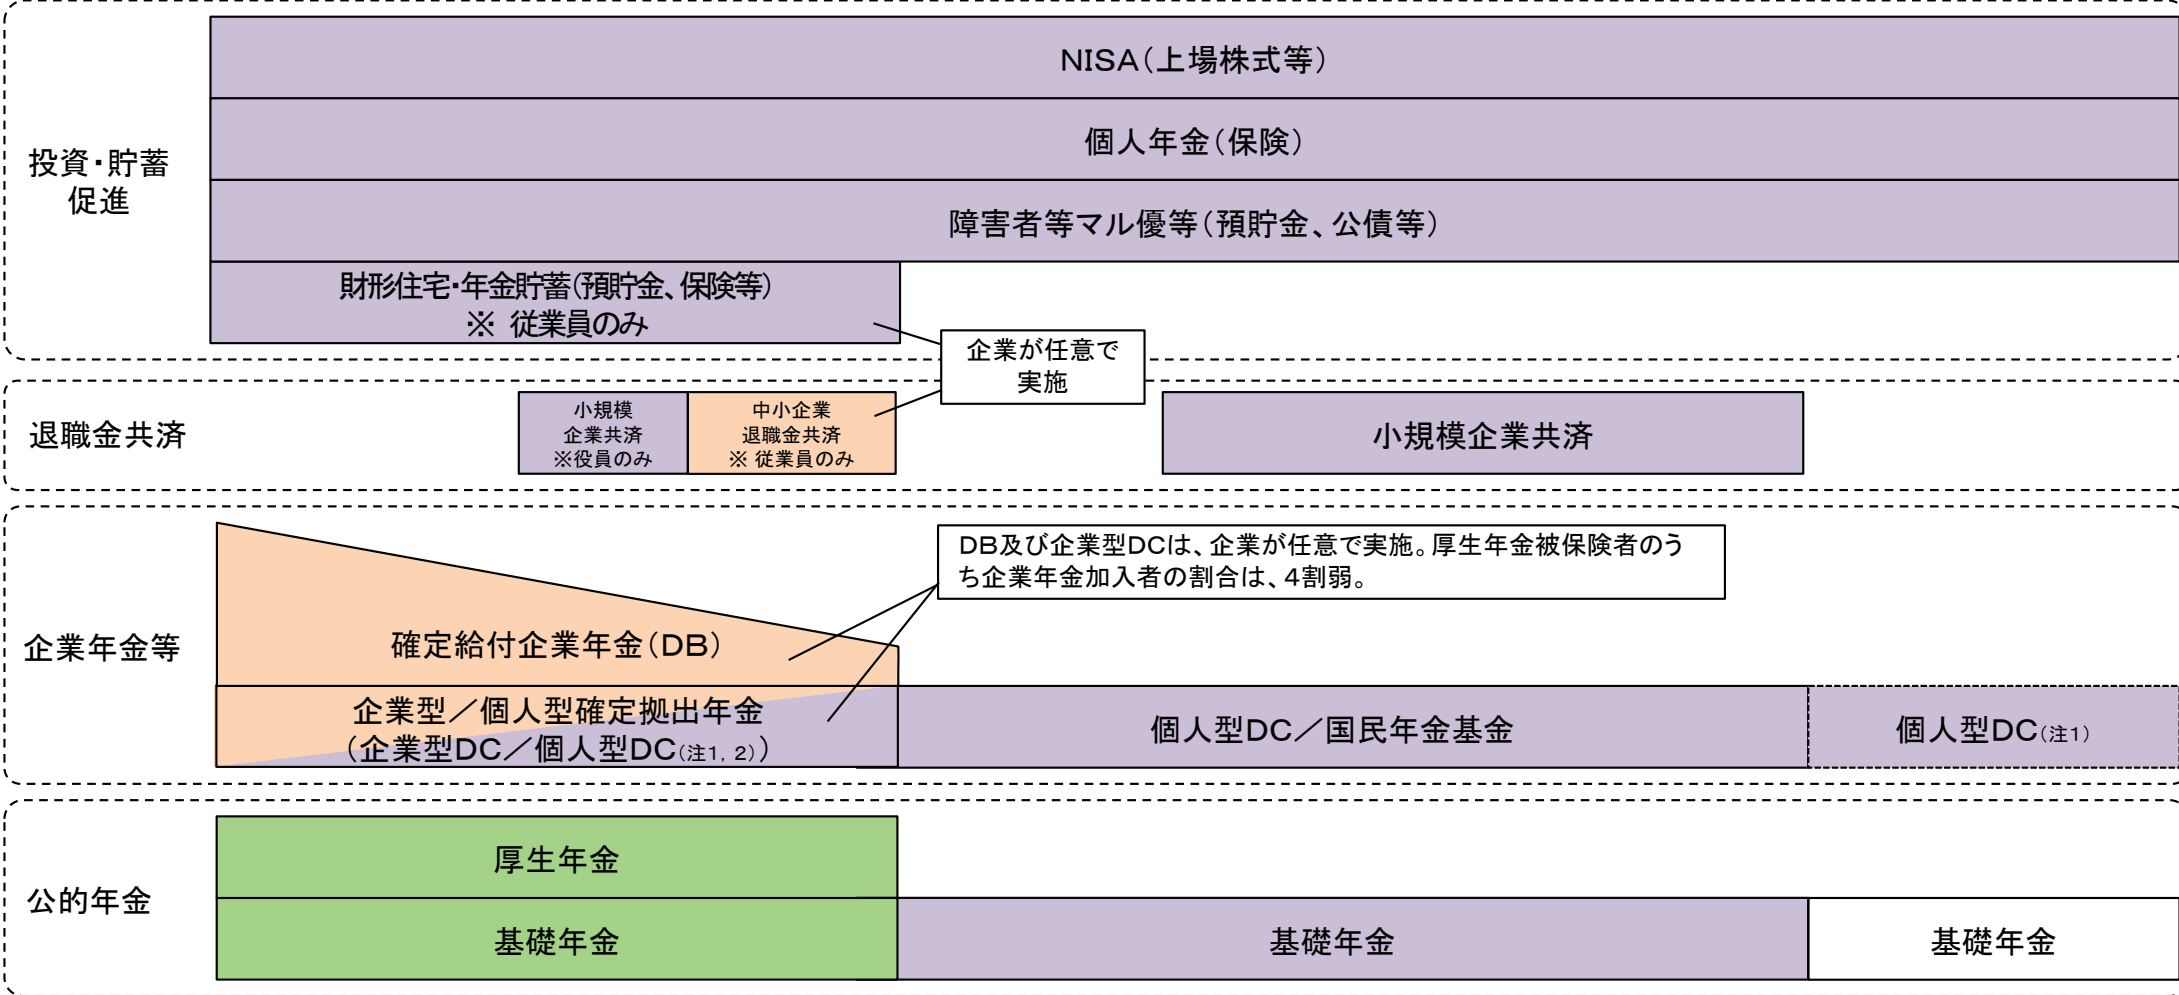 投資・貯蓄
促進
NISA（上場株式等）
個人年金（保険）
障害者等マル優等（預貯金、公債等）
財形住宅・年金貯蓄（預貯金、保険等）
※ 従業員のみ
企業が任意で
実施
退職金共済
小規模
企業共済
※役員のみ
中小企業
退職金共済
※ 従業員のみ
小規模企業共済
企業年金等
DB及び企業型DCは、企業が任意で実施。厚生年金被保険者のう
ち企業年金加入者の割合は、4割弱。
確定給付企業年金（DB）
企業型／個人型確定拠出年金
（企業型DC／個人型DC（注1，2））
個人型DC／国民年金基金
個人型DC（注1）
公的年金
厚生年金
基礎年金
基礎年金
基礎年金